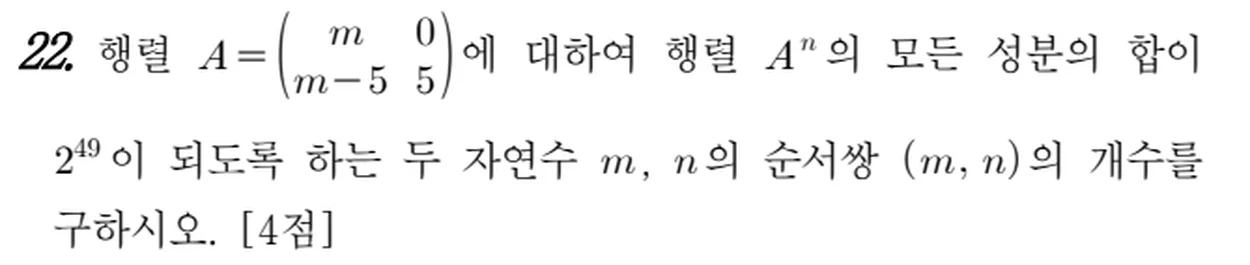 22. 행렬 A=(m 0; m−5 5)에 대하여 행렬 Aⁿ의 모든 성분의 합이
2⁴⁹이 되도록 하는 두 자연수 m, n의 순서쌍 (m, n)의 개수를
구하시오. [4점]